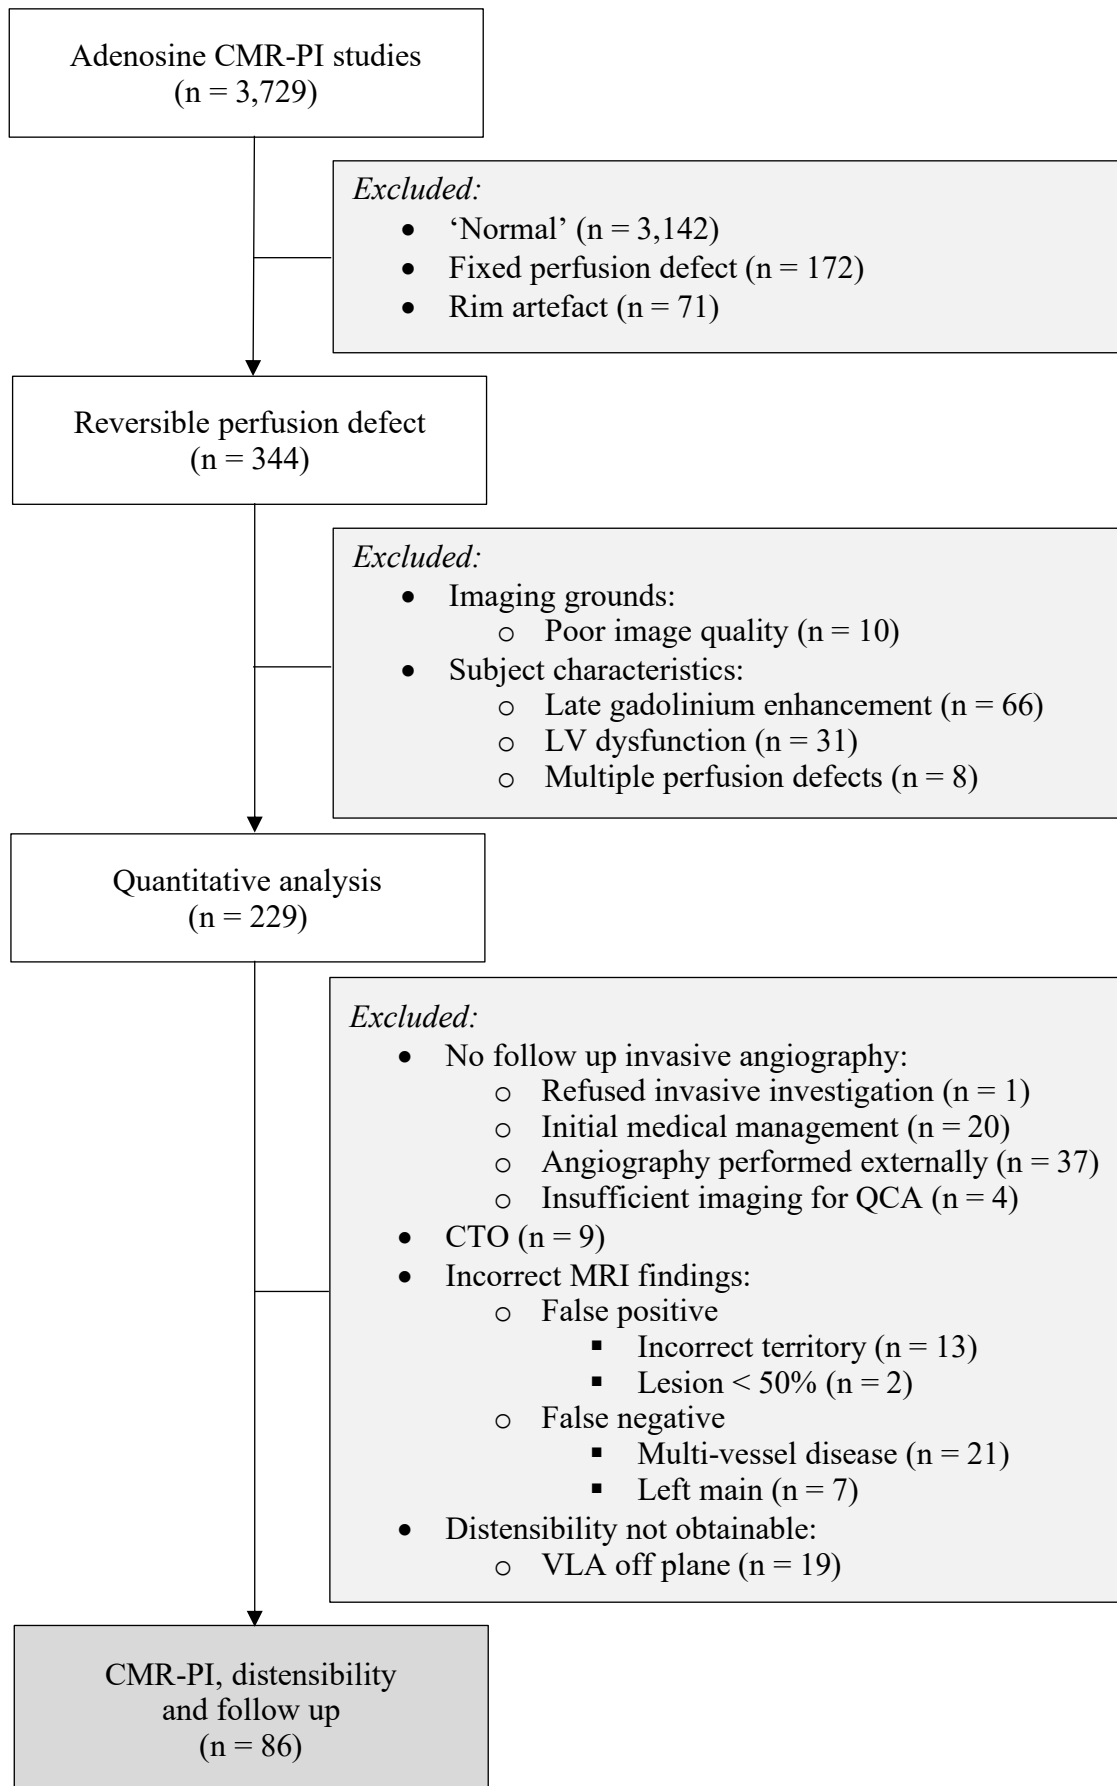 Adenosine CMR-PI studies
(n = 3,729)
Excluded:
• ‘Normal’ (n = 3,142)
• Fixed perfusion defect (n = 172)
• Rim artefact (n = 71)
Reversible perfusion defect
(n = 344)
Excluded:
• Imaging grounds:
o Poor image quality (n = 10)
• Subject characteristics:
o Late gadolinium enhancement (n = 66)
o LV dysfunction (n = 31)
o Multiple perfusion defects (n = 8)
Quantitative analysis
(n = 229)
Excluded:
• No follow up invasive angiography:
o Refused invasive investigation (n = 1)
o Initial medical management (n = 20)
o Angiography performed externally (n = 37)
o Insufficient imaging for QCA (n = 4)
• CTO (n = 9)
• Incorrect MRI findings:
o False positive
▪ Incorrect territory (n = 13)
▪ Lesion < 50% (n = 2)
o False negative
▪ Multi-vessel disease (n = 21)
▪ Left main (n = 7)
• Distensibility not obtainable:
o VLA off plane (n = 19)
CMR-PI, distensibility
and follow up
(n = 86)